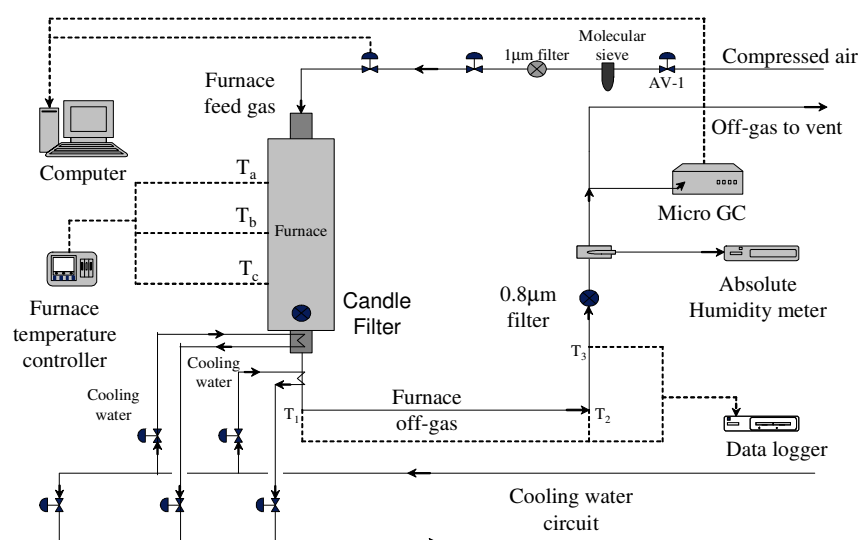 Molecular
sieve
1μm filter
Compressed air
AV-1
Furnace
feed gas
Off-gas to vent
Computer
Ta
Micro GC
Tb
Furnace
Tc
Absolute
Humidity meter
0.8μm
filter
Candle
Filter
Furnace
temperature
controller
T3
Cooling
water
Cooling
water
Furnace
off-gas
T1
T2
Data logger
Cooling water
circuit